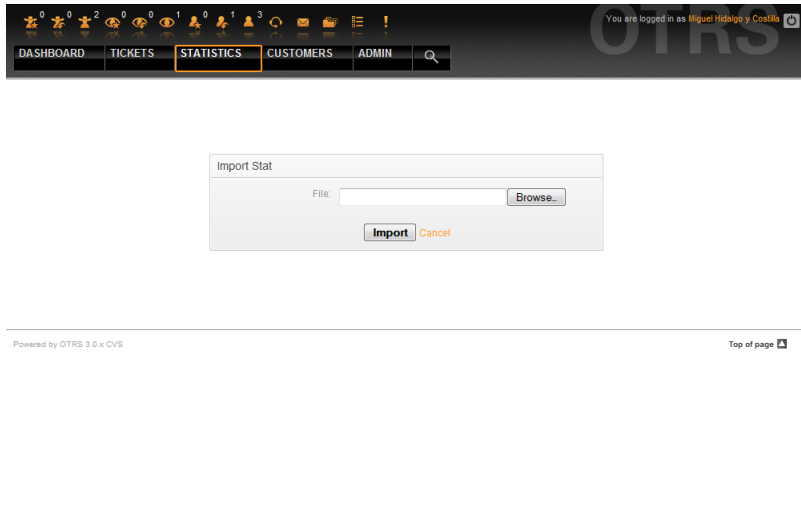 0 0 2 0 0 1 0 1 3
You are logged in as Miguel Hidalgo y Costilla
OTRS
DASHBOARD TICKETS STATISTICS CUSTOMERS ADMIN
Import Stat
File: Browse...
Import Cancel
Powered by OTRS 3.0.x CVS
Top of page